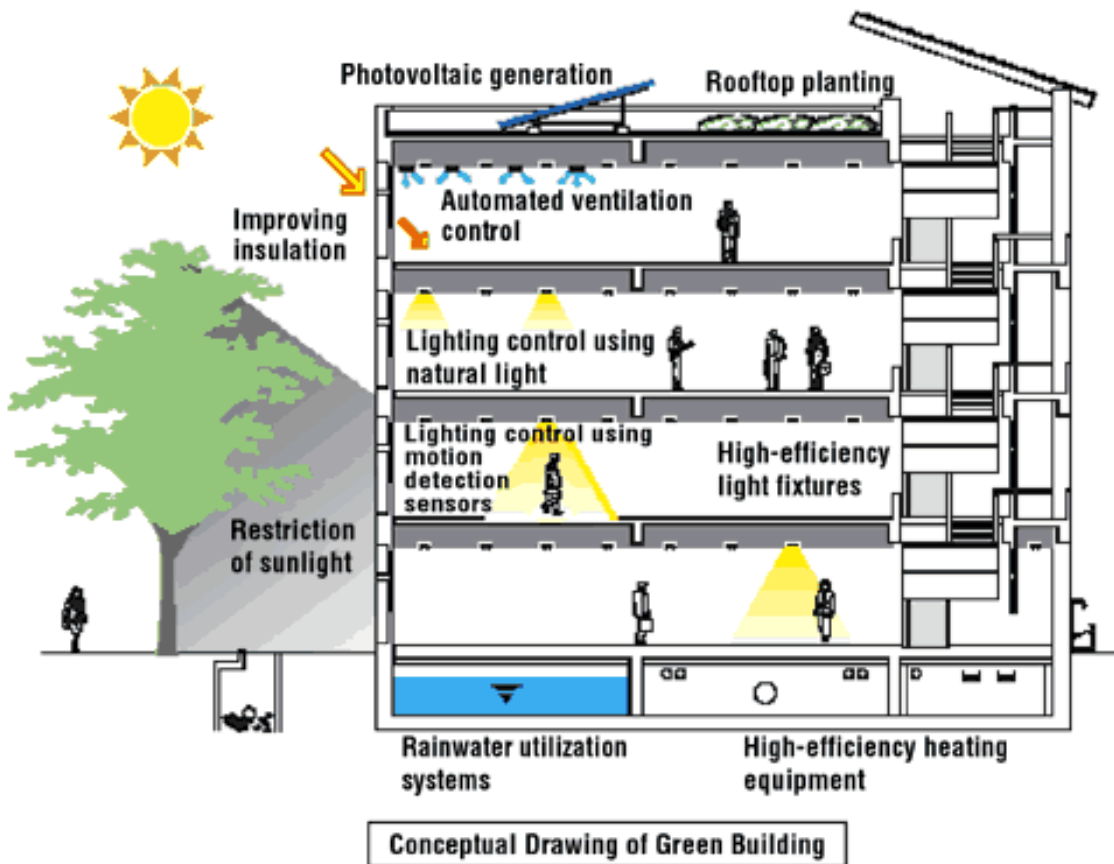 Photovoltaic generation
Rooftop planting
Improving
insulation
Automated ventilation
control
Lighting control using
natural light
Lighting control using
motion
detection
sensors
High-efficiency
light fixtures
Restriction
of sunlight
Rainwater utilization
systems
High-efficiency heating
equipment
Conceptual Drawing of Green Building